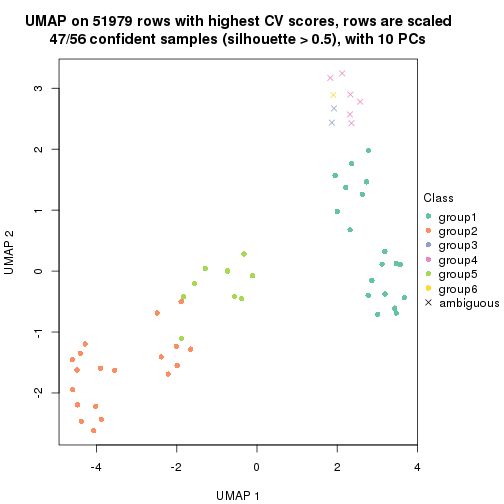 UMAP on 51979 rows with highest CV scores, rows are scaled
47/56 confident samples (silhouette > 0.5), with 10 PCs
3
2
1
0
-1
-2
UMAP 2
-4
-2
0
2
4
UMAP 1
Class
group1
group2
group3
group4
group5
group6
ambiguous